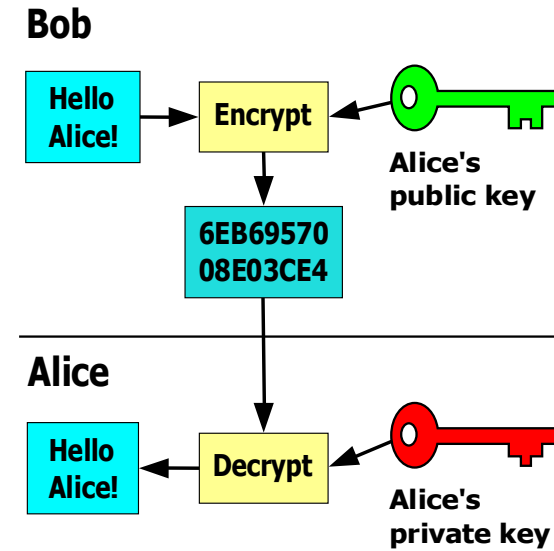 Bob
Hello
Alice!
Encrypt
Alice's
public key
6EB69570
08E03CE4
Alice
Hello
Alice!
Decrypt
Alice's
private key